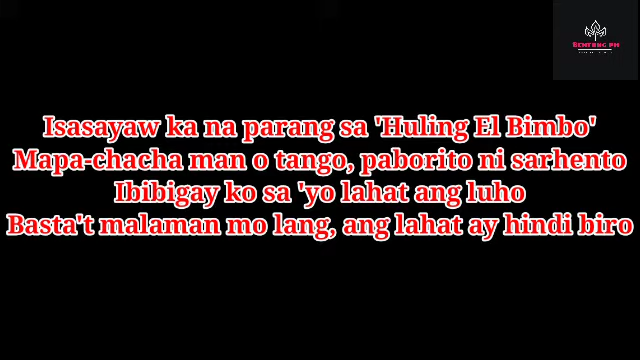 Isasayaw ka na parang sa 'Huling El Bimbo'
Mapa-chacha man o tango, paborito ni sarhento
Ibibigay ko sa 'yo lahat ang luho
Basta't malaman mo lang, ang lahat ay hindi biro